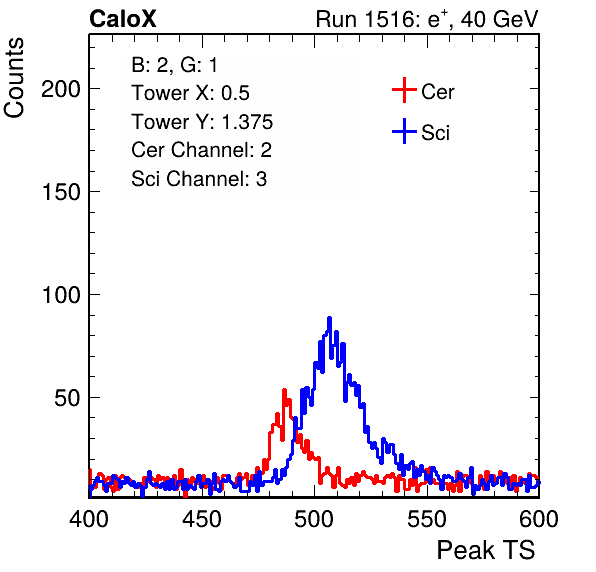 CaloX Run 1516: e⁺, 40 GeV
B: 2, G: 1
Tower X: 0.5
Tower Y: 1.375
Cer Channel: 2
Sci Channel: 3
Cer
Sci
Counts
200
150
100
50
400 450 500 550 600
Peak TS